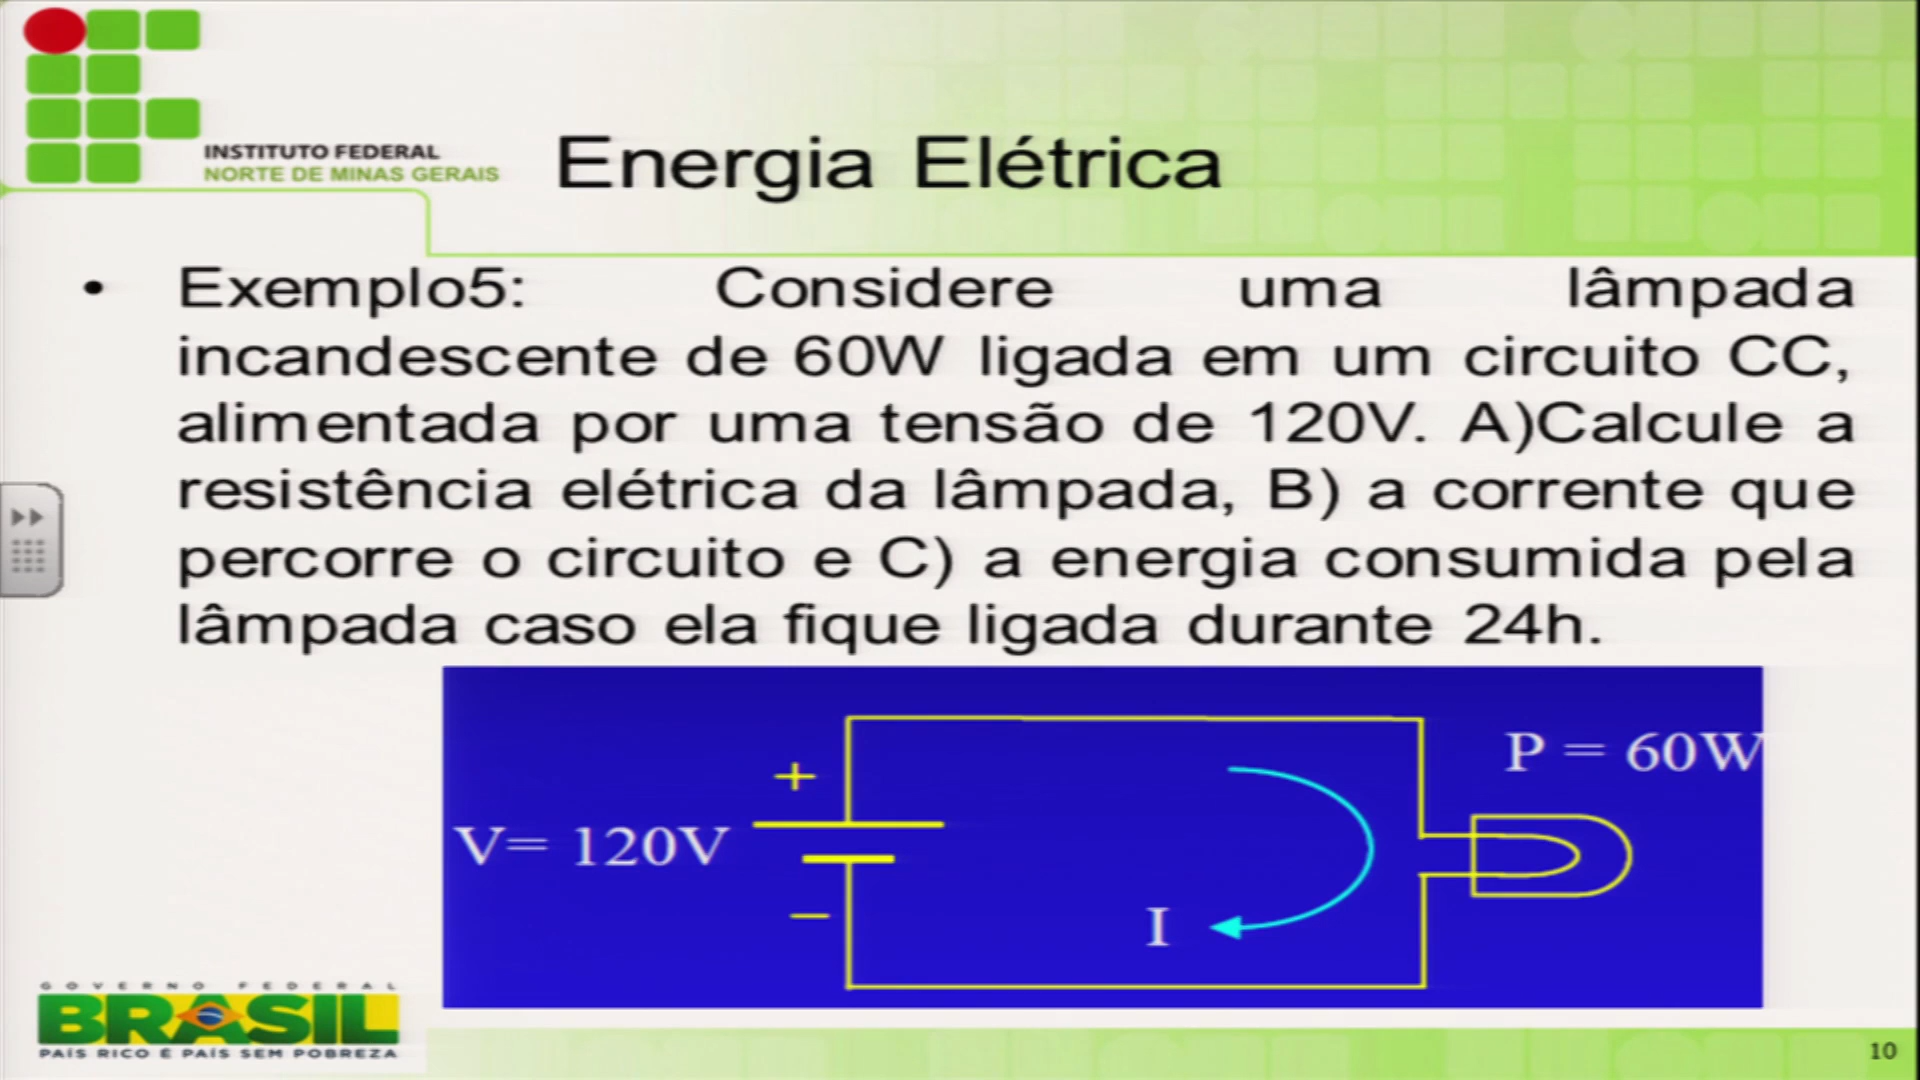 INSTITUTO FEDERAL
NORTE DE MINAS GERAIS
Energia Elétrica
• Exemplo5: Considere uma lâmpada
incandescente de 60W ligada em um circuito CC,
alimentada por uma tensão de 120V. A)Calcule a
resistência elétrica da lâmpada, B) a corrente que
percorre o circuito e C) a energia consumida pela
lâmpada caso ela fique ligada durante 24h.
P = 60W
+
V= 120V
–
I
GOVERNO FEDERAL
BRASIL
PAÍS RICO É PAÍS SEM POBREZA
10